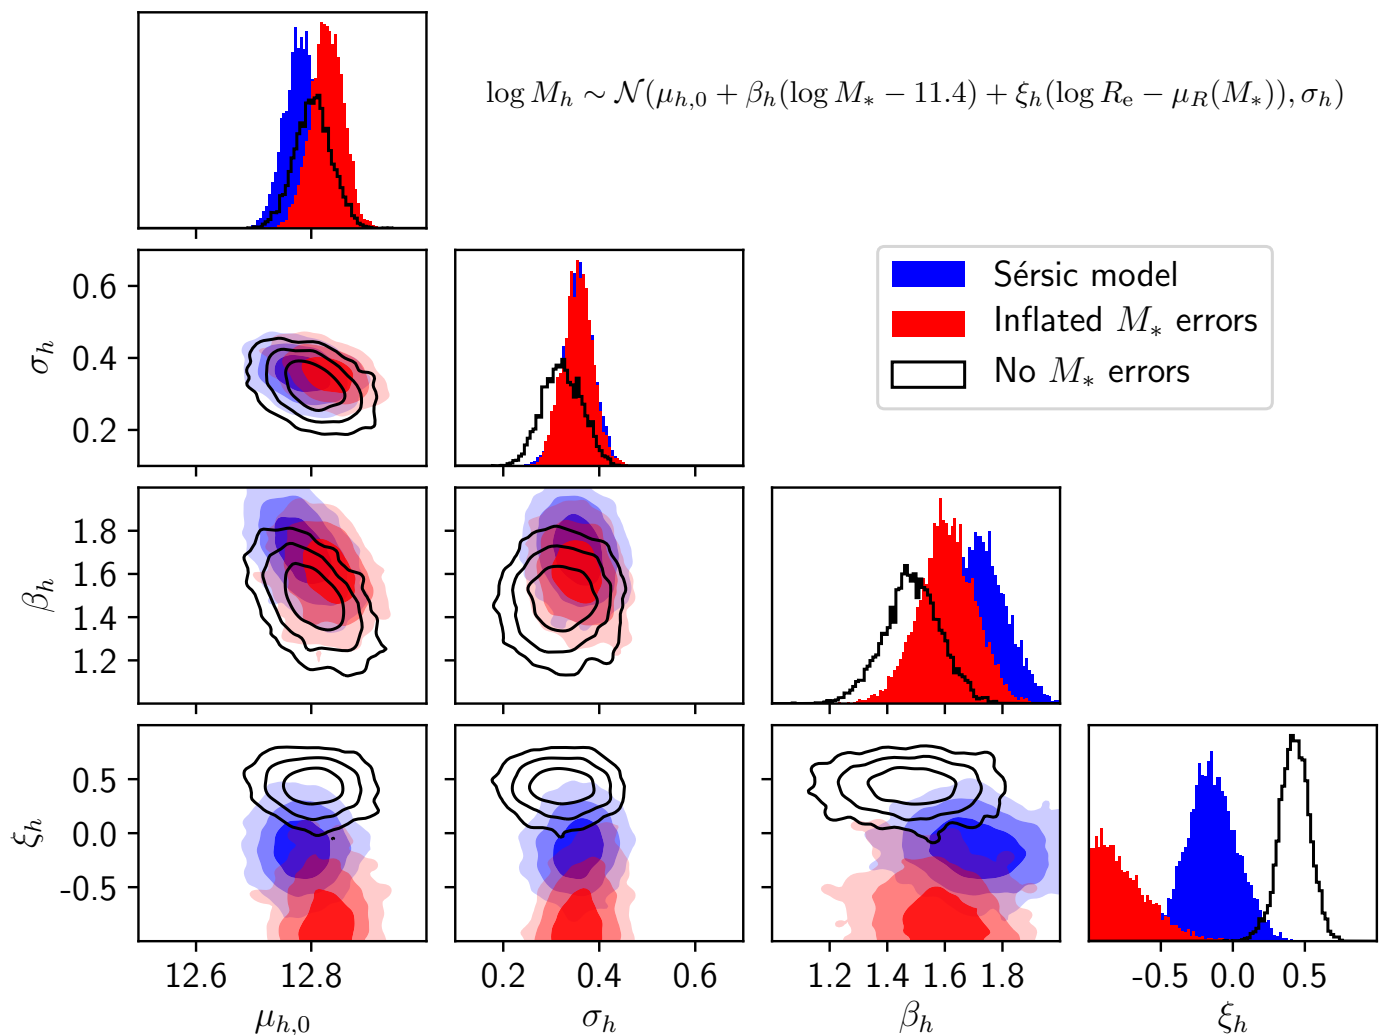 log M_h ∼ 𝒩(μ_{h,0} + β_h(log M_* − 11.4) + ξ_h(log R_e − μ_R(M_*)), σ_h)
Sérsic model
Inflated M_* errors
No M_* errors
0.6
0.4
0.2
σ_h
1.8
1.6
1.4
1.2
β_h
0.5
0.0
-0.5
ξ_h
12.6 12.8
0.2 0.4 0.6
1.2 1.4 1.6 1.8
-0.5 0.0 0.5
μ_{h,0}
σ_h
β_h
ξ_h